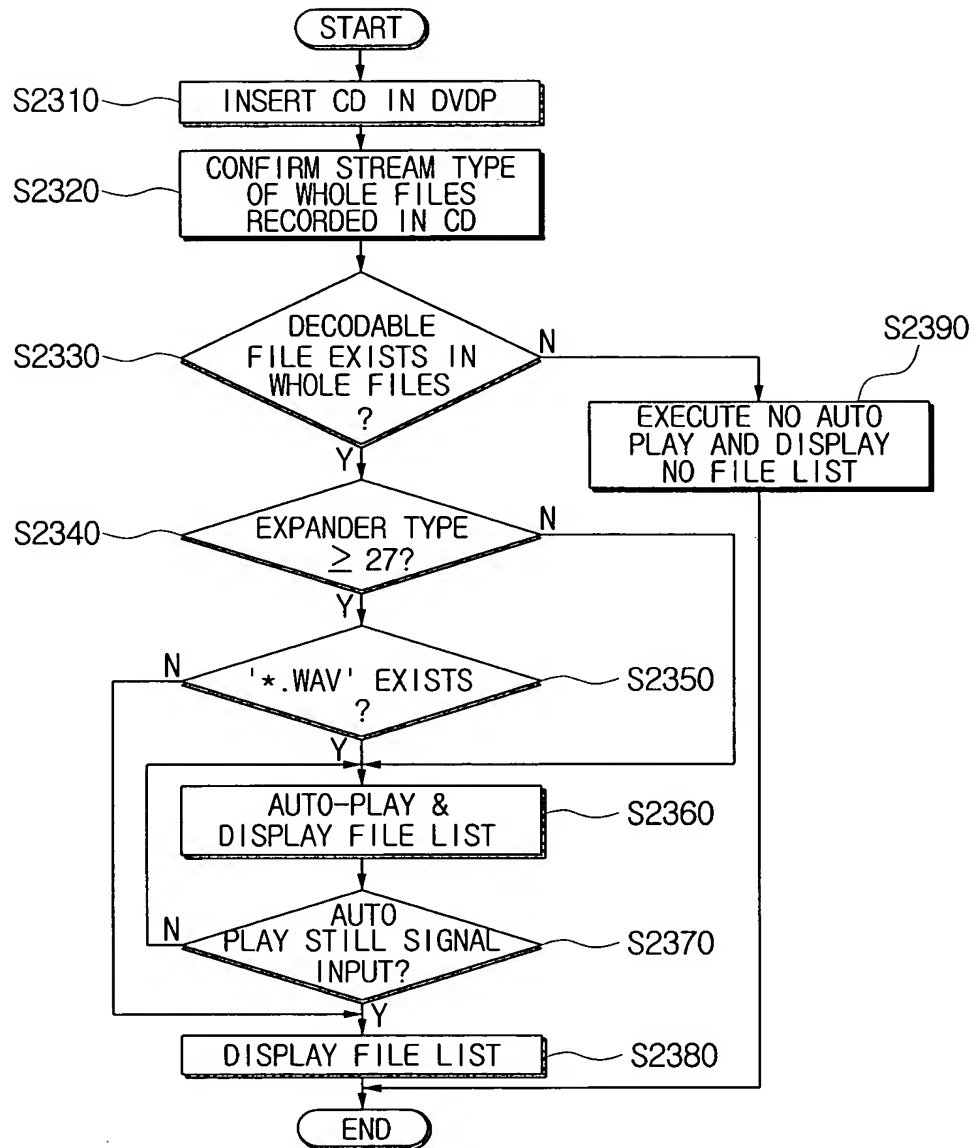 START
S2310
INSERT CD IN DVDP
S2320
CONFIRM STREAM TYPE
OF WHOLE FILES
RECORDED IN CD
S2330
DECODABLE
FILE EXISTS IN
WHOLE FILES
?
N
Y
S2390
EXECUTE NO AUTO
PLAY AND DISPLAY
NO FILE LIST
S2340
EXPANDER TYPE
≥ 27?
N
Y
N
'*.WAV' EXISTS
?
S2350
Y
AUTO-PLAY &
DISPLAY FILE LIST
S2360
N
AUTO
PLAY STILL SIGNAL
INPUT?
S2370
Y
DISPLAY FILE LIST
S2380
END